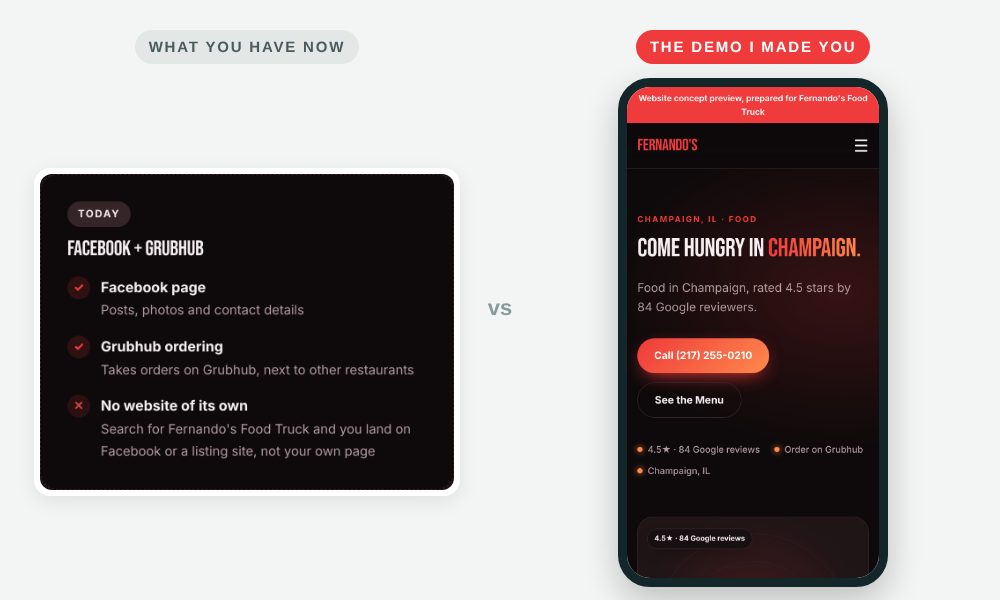 WHAT YOU HAVE NOW
TODAY
FACEBOOK + GRUBHUB
Facebook page
Posts, photos and contact details
Grubhub ordering
Takes orders on Grubhub, next to other restaurants
No website of its own
Search for Fernando's Food Truck and you land on
Facebook or a listing site, not your own page
vs
THE DEMO I MADE YOU
Website concept preview, prepared for Fernando's Food
Truck
FERNANDO'S
CHAMPAIGN, IL · FOOD
COME HUNGRY IN CHAMPAIGN.
Food in Champaign, rated 4.5 stars by
84 Google reviewers.
Call (217) 255-0210
See the Menu
4.5★ · 84 Google reviews
Order on Grubhub
Champaign, IL
4.5★ · 84 Google reviews